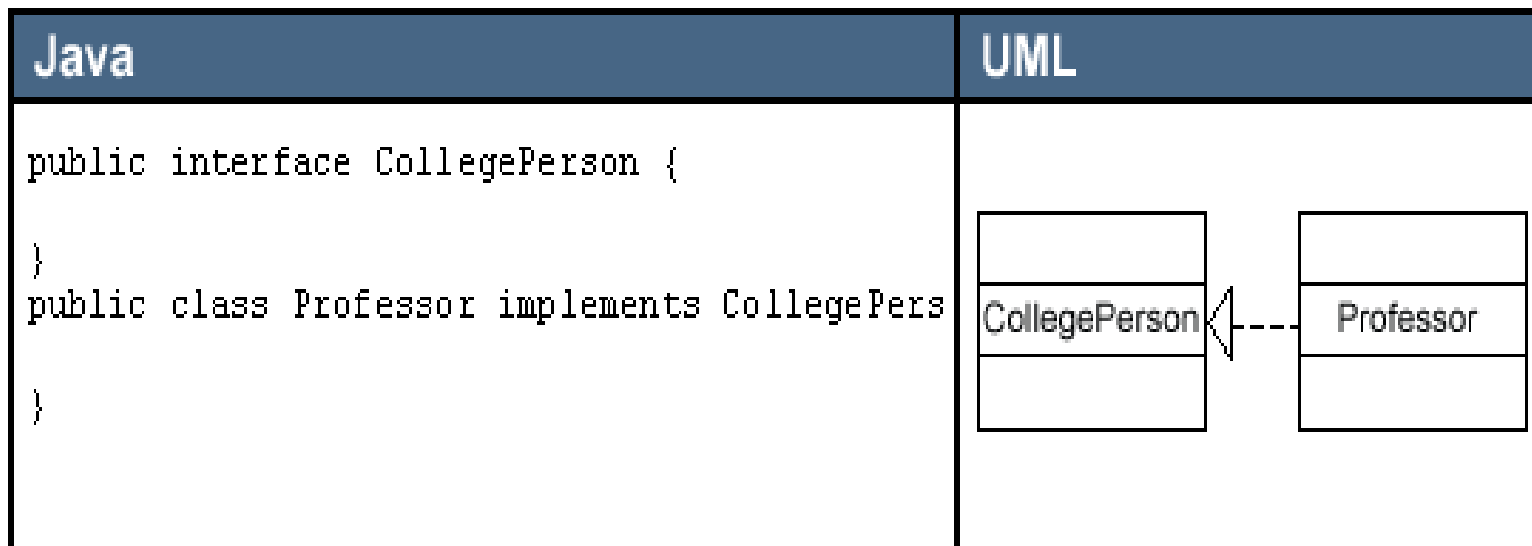 Java
UML
public interface CollegePerson {
}
public class Professor implements CollegePers
}
CollegePerson
Professor